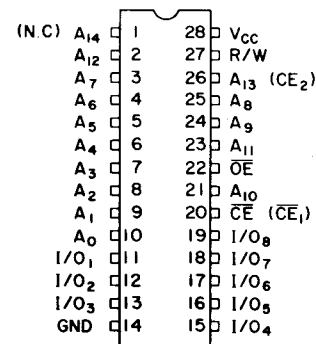 (N.C) A14 1 28 VCC
A12 2 27 R/W
A7 3 26 A13 (CE2)
A6 4 25 A8
A5 5 24 A9
A4 6 23 A11
A3 7 22 OE
A2 8 21 A10
A1 9 20 CE (CE1)
A0 10 19 I/O8
I/O1 11 18 I/O7
I/O2 12 17 I/O6
I/O3 13 16 I/O5
GND 14 15 I/O4